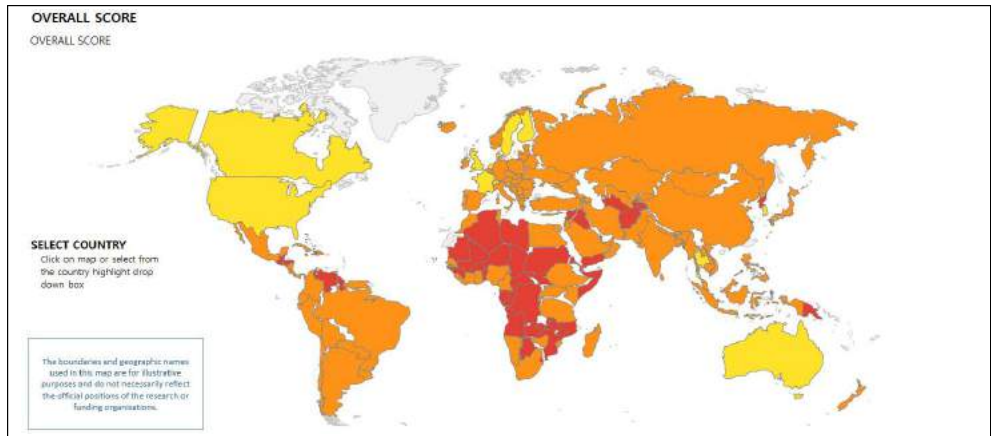 OVERALL SCORE
OVERALL SCORE
SELECT COUNTRY
Click on map or select from
the country highlight drop
down box
The boundaries and geographic names
used in this map are for illustrative
purposes and do not necessarily reflect
the official positions of the research or
funding organisations.